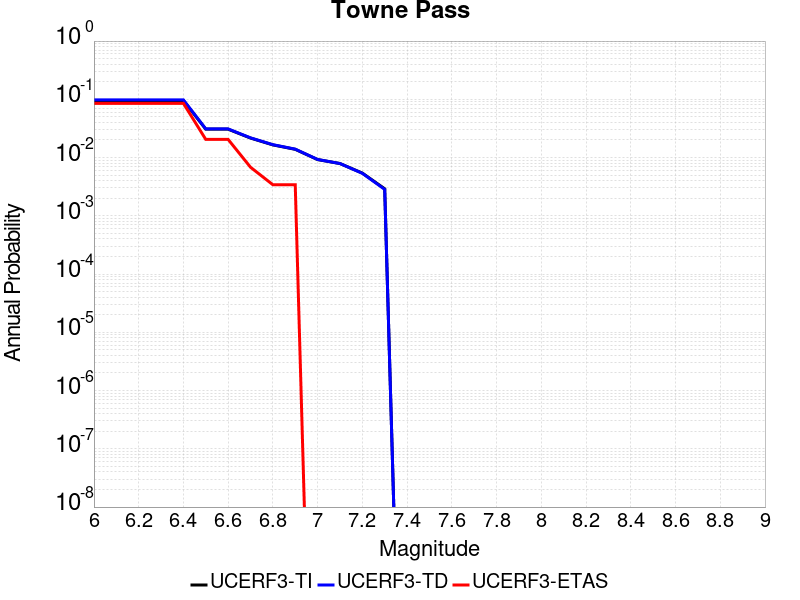 Towne Pass
Annual Probability
10^0
10^-1
10^-2
10^-3
10^-4
10^-5
10^-6
10^-7
10^-8
6 6.2 6.4 6.6 6.8 7 7.2 7.4 7.6 7.8 8 8.2 8.4 8.6 8.8 9
Magnitude
UCERF3-TI UCERF3-TD UCERF3-ETAS